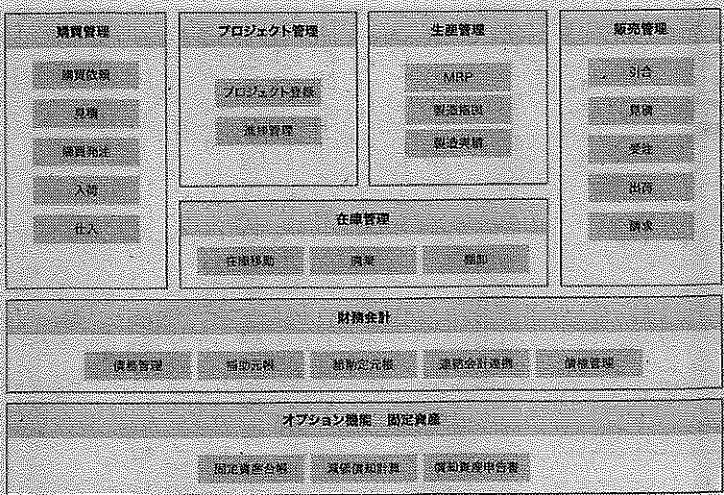 購買管理
購買依頼
見積
購買発注
入荷
仕入
プロジェクト管理
プロジェクト登録
進捗管理
生産管理
MRP
製造指図
製造実績
販売管理
引合
見積
受注
出荷
請求
在庫管理
在庫移動
廃棄
棚卸
財務会計
債務管理
補助元帳
総勘定元帳
連結会計連携
債権管理
オプション機能 固定資産
固定資産台帳
減価償却計算
償却資産申告書